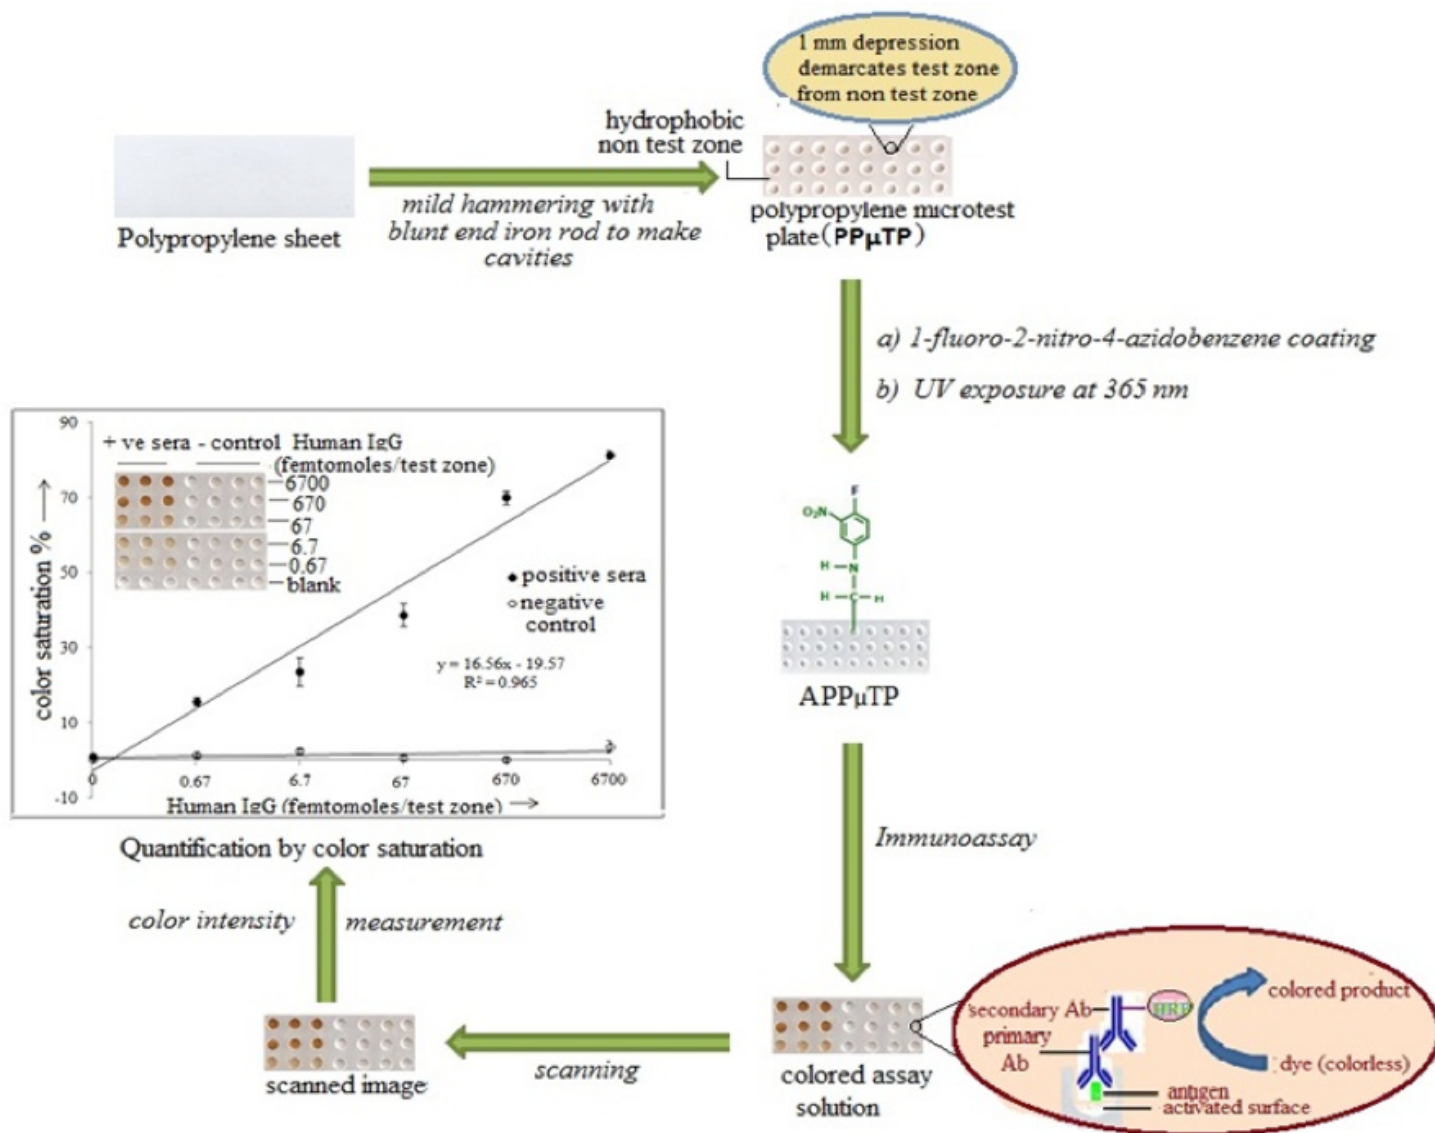 1 mm depression
demarcates test zone
from non test zone
hydrophobic
non test zone
Polypropylene sheet
mild hammering with
blunt end iron rod to make
cavities
polypropylene microtest
plate(PPµTP)
a) 1-fluoro-2-nitro-4-azidobenzene coating
b) UV exposure at 365 nm
F
O₂N
H N
H C H
APPµTP
Immunoassay
secondary Ab
primary
Ab
HRP
colored product
dye (colorless)
antigen
activated surface
colored assay
solution
scanning
scanned image
color intensity measurement
Quantification by color saturation
90
70
50
30
10
-10
color saturation %
+ ve sera - control Human IgG
(femtomoles/test zone)
6700
670
67
6.7
0.67
blank
positive sera
negative
control
y = 16.56x - 19.57
R² = 0.965
0 0.67 6.7 67 670 6700
Human IgG (femtomoles/test zone)